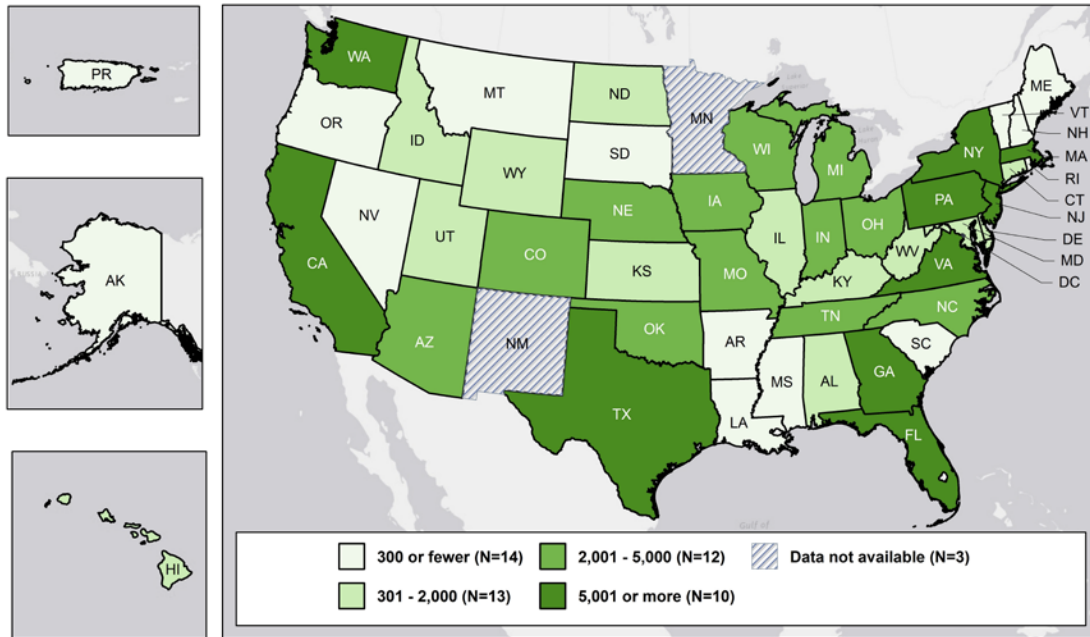 PR
AK
HI
WA
MT
ND
MN
OR
ID
SD
WI
MI
ME
VT
NH
NY
MA
RI
CT
NJ
PA
WY
NV
UT
NE
IA
IL
IN
OH
DE
MD
DC
CA
CO
KS
MO
WV
VA
KY
NC
TN
AZ
NM
OK
AR
SC
TX
MS
AL
GA
LA
FL
Gulf of
300 or fewer (N=14)
2,001 - 5,000 (N=12)
Data not available (N=3)
301 - 2,000 (N=13)
5,001 or more (N=10)